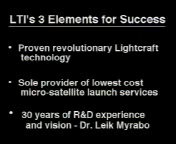 LTI's 3 Elements for Success
• Proven revolutionary Lightcraft
technology
• Sole provider of lowest cost
micro-satellite launch services
• 30 years of R&D experience
and vision - Dr. Leik Myrabo